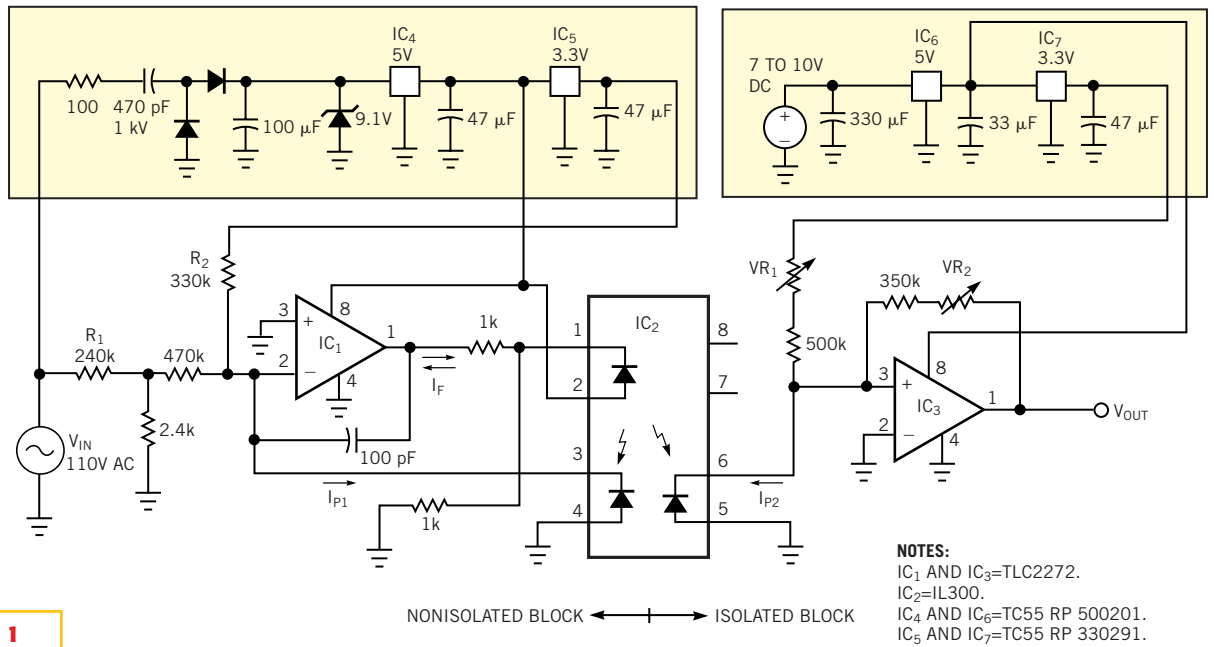 IC4
5V
IC5
3.3V
100
470 pF
1 kV
100 µF
9.1V
47 µF
47 µF
7 TO 10V
DC
+
−
IC6
5V
IC7
3.3V
330 µF
33 µF
47 µF
R2
330k
R1
240k
470k
2.4k
VIN
110V AC
3
+
8
IC1
1
2
−
4
IF
1k
100 pF
IP1
1k
1
IC2
8
2
7
3
6
4
5
IP2
VR1
500k
350k
VR2
3
+
8
IC3
1
2
−
4
VOUT
NONISOLATED BLOCK
ISOLATED BLOCK
NOTES:
IC1 AND IC3=TLC2272.
IC2=IL300.
IC4 AND IC6=TC55 RP 500201.
IC5 AND IC7=TC55 RP 330291.
1